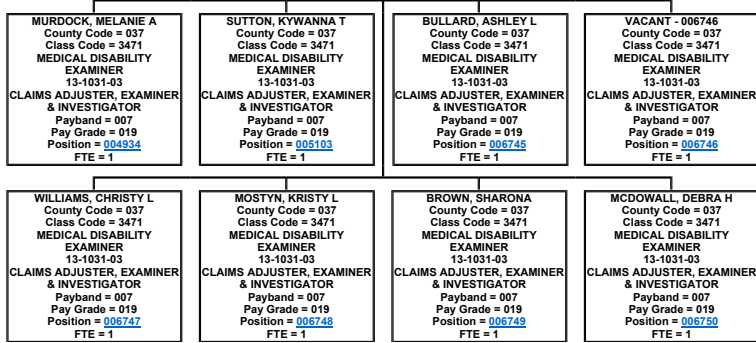 MURDOCK, MELANIE A
County Code = 037
Class Code = 3471
MEDICAL DISABILITY
EXAMINER
13-1031-03
CLAIMS ADJUSTER, EXAMINER
& INVESTIGATOR
Payband = 007
Pay Grade = 019
Position = 004934
FTE = 1
SUTTON, KYWANNA T
County Code = 037
Class Code = 3471
MEDICAL DISABILITY
EXAMINER
13-1031-03
CLAIMS ADJUSTER, EXAMINER
& INVESTIGATOR
Payband = 007
Pay Grade = 019
Position = 005103
FTE = 1
BULLARD, ASHLEY L
County Code = 037
Class Code = 3471
MEDICAL DISABILITY
EXAMINER
13-1031-03
CLAIMS ADJUSTER, EXAMINER
& INVESTIGATOR
Payband = 007
Pay Grade = 019
Position = 006745
FTE = 1
VACANT - 006746
County Code = 037
Class Code = 3471
MEDICAL DISABILITY
EXAMINER
13-1031-03
CLAIMS ADJUSTER, EXAMINER
& INVESTIGATOR
Payband = 007
Pay Grade = 019
Position = 006746
FTE = 1
WILLIAMS, CHRISTY L
County Code = 037
Class Code = 3471
MEDICAL DISABILITY
EXAMINER
13-1031-03
CLAIMS ADJUSTER, EXAMINER
& INVESTIGATOR
Payband = 007
Pay Grade = 019
Position = 006747
FTE = 1
MOSTYN, KRISTY L
County Code = 037
Class Code = 3471
MEDICAL DISABILITY
EXAMINER
13-1031-03
CLAIMS ADJUSTER, EXAMINER
& INVESTIGATOR
Payband = 007
Pay Grade = 019
Position = 006748
FTE = 1
BROWN, SHARONA
County Code = 037
Class Code = 3471
MEDICAL DISABILITY
EXAMINER
13-1031-03
CLAIMS ADJUSTER, EXAMINER
& INVESTIGATOR
Payband = 007
Pay Grade = 019
Position = 006749
FTE = 1
MCDOWALL, DEBRA H
County Code = 037
Class Code = 3471
MEDICAL DISABILITY
EXAMINER
13-1031-03
CLAIMS ADJUSTER, EXAMINER
& INVESTIGATOR
Payband = 007
Pay Grade = 019
Position = 006750
FTE = 1